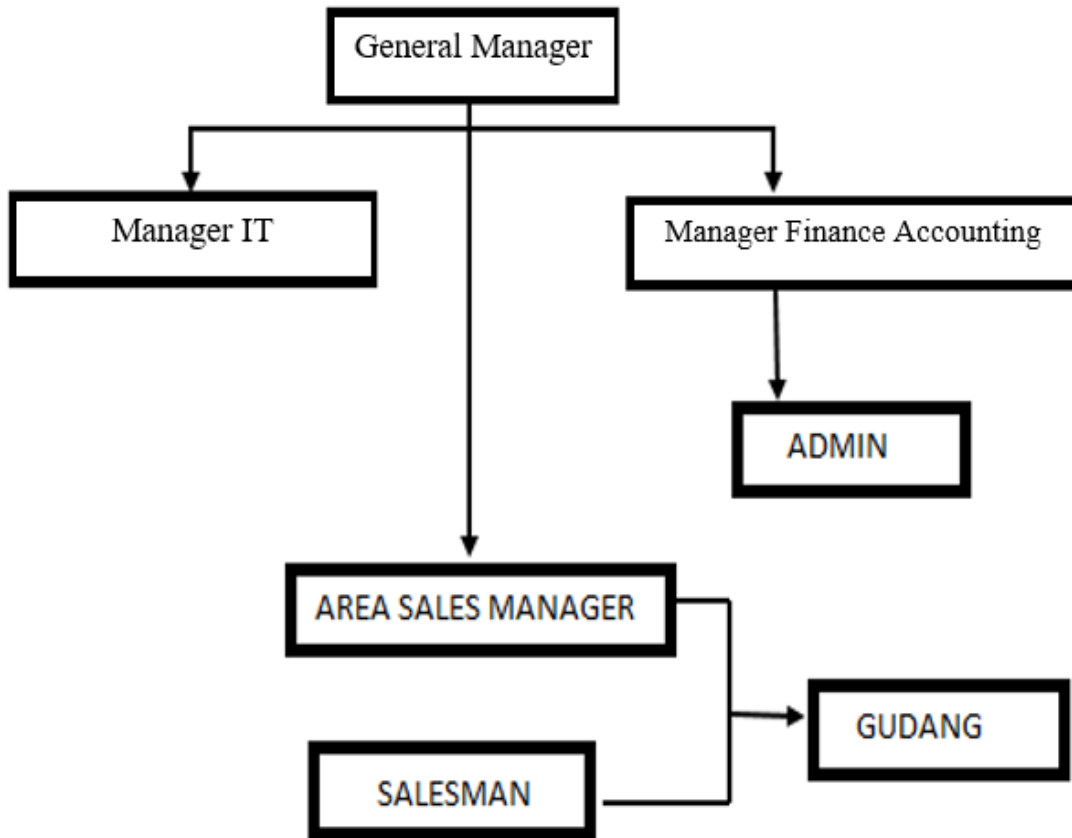 General Manager
Manager IT
Manager Finance Accounting
ADMIN
AREA SALES MANAGER
GUDANG
SALESMAN